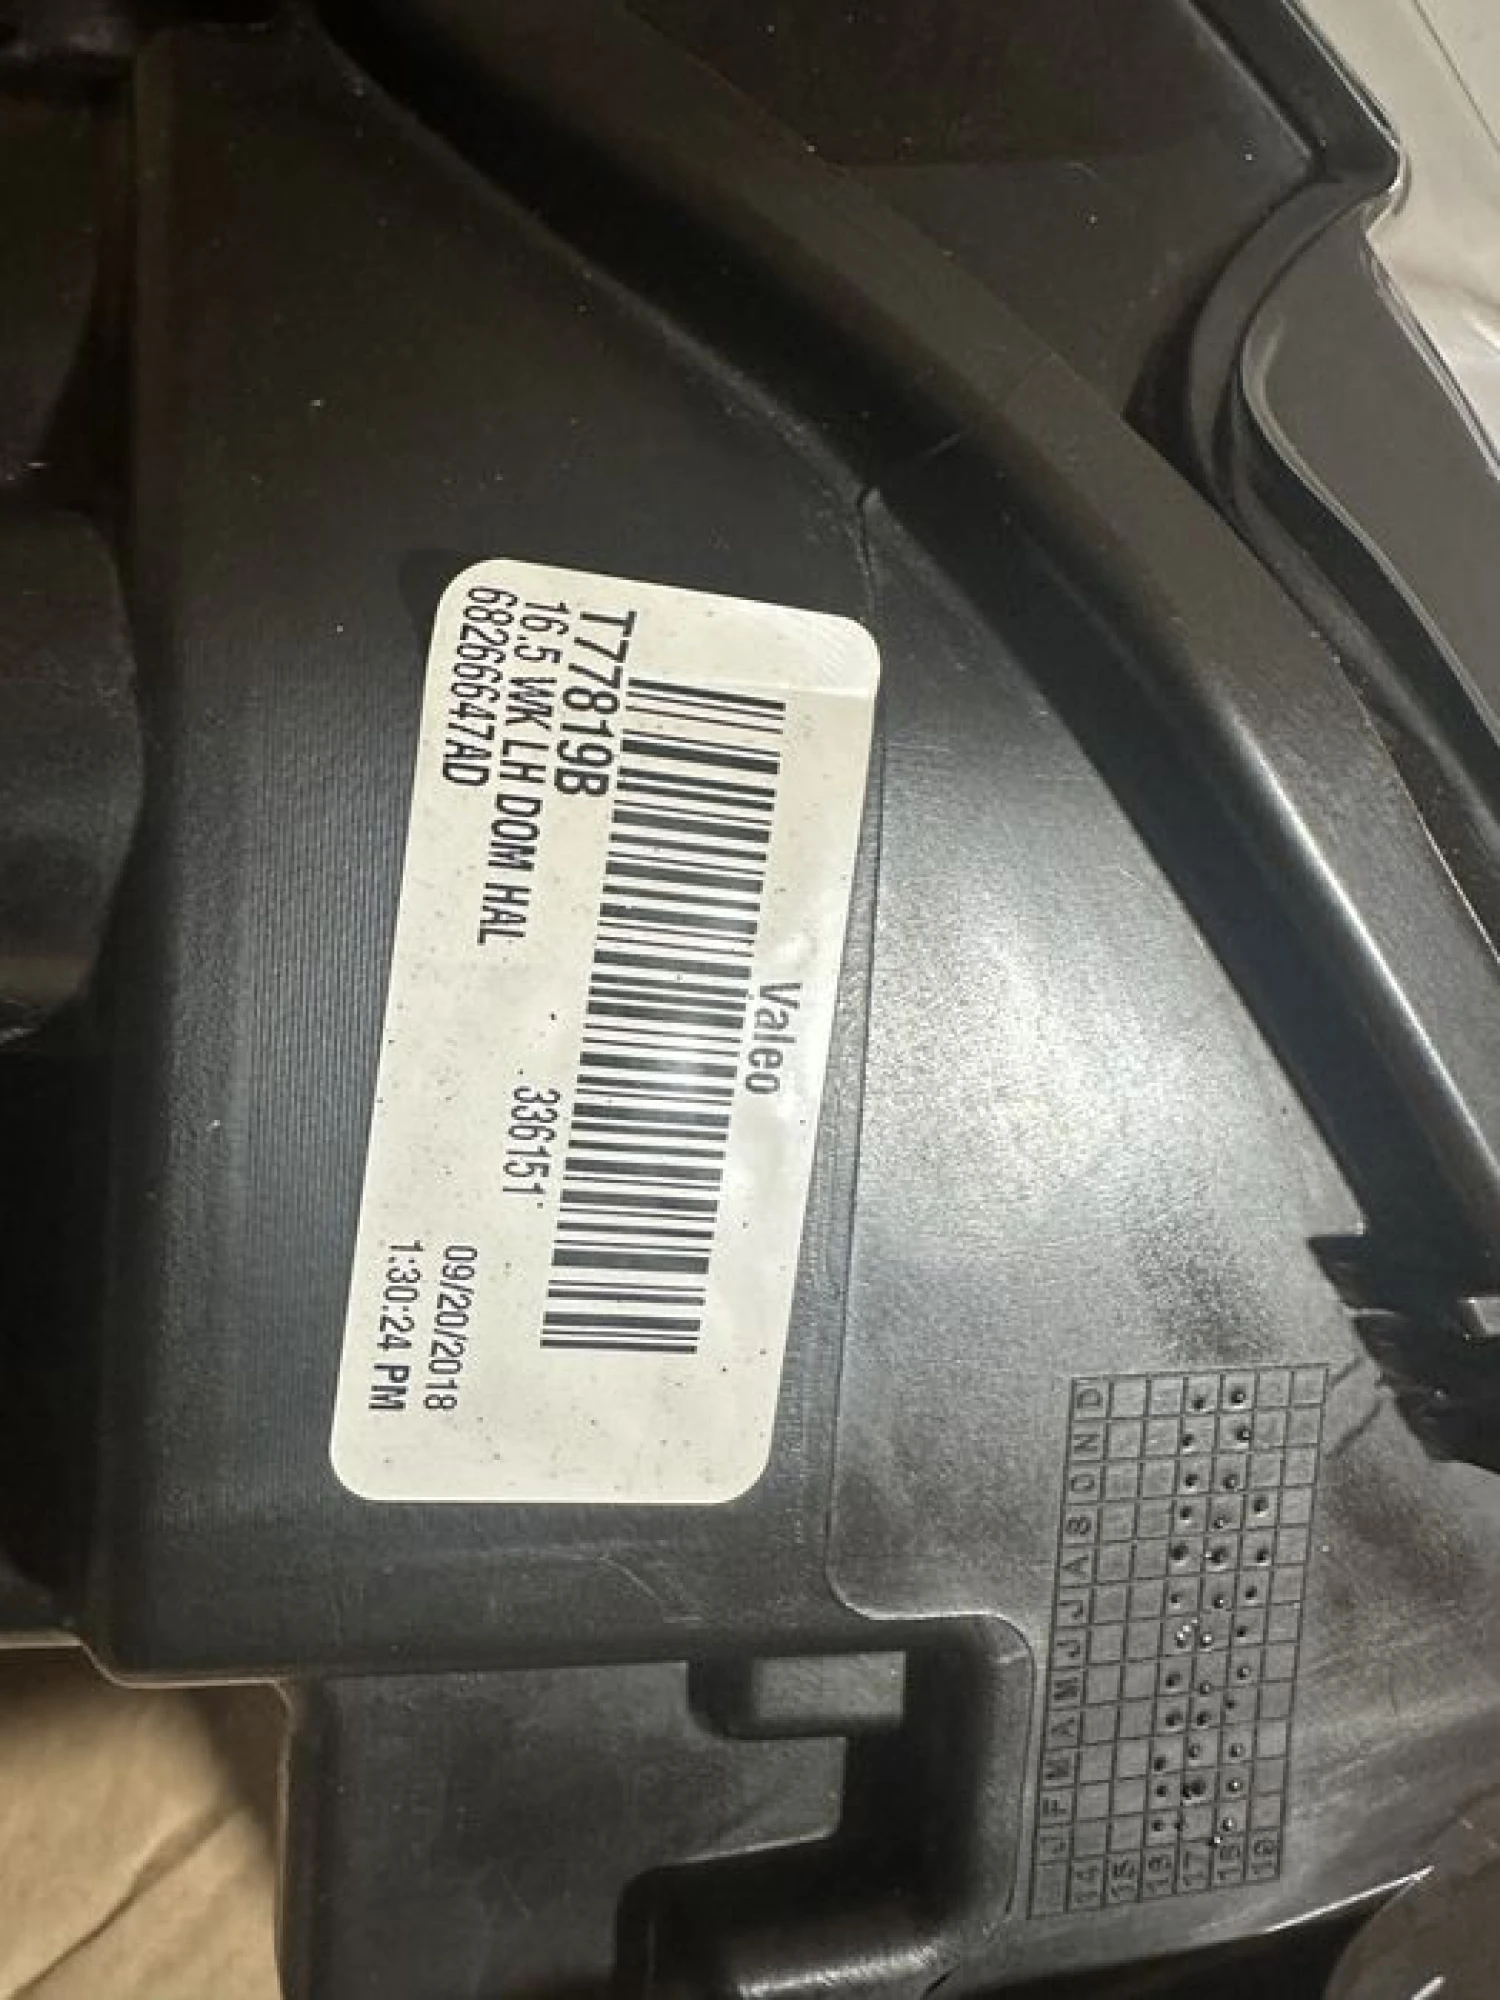 Valeo
T77819B
16.5 WK LH DOM HAL 336151
68266647AD 09/20/2018
1:30:24 PM
J F M A M J J A S O N D
14
15
16
17
18
19